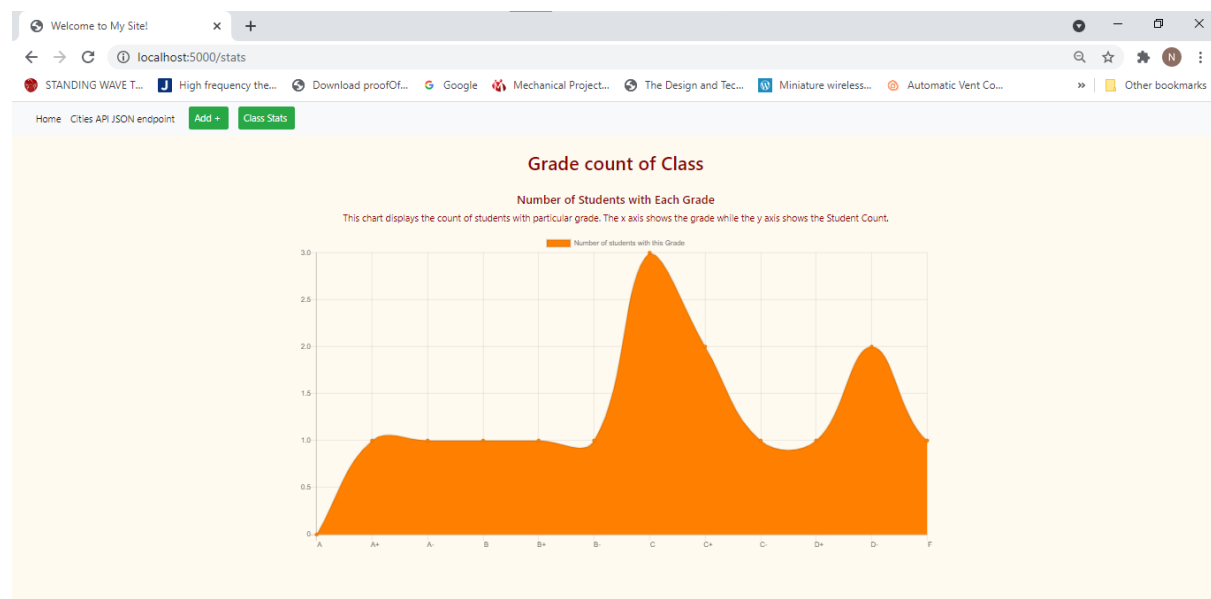 Welcome to My Site!
localhost:5000/stats
STANDING WAVE T... High frequency the... Download proofOf... Google Mechanical Project... The Design and Tec... Miniature wireless... Automatic Vent Co... » Other bookmarks
Home Cities API JSON endpoint Add + Class Stats
Grade count of Class
Number of Students with Each Grade
This chart displays the count of students with particular grade. The x axis shows the grade while the y axis shows the Student Count.
Number of students with this Grade
3.0
2.5
2.0
1.5
1.0
0.5
0
A A+ A- B B+ B- C C+ C- D+ D- F